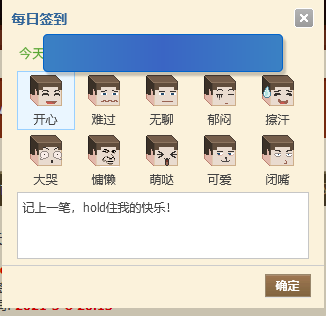 每日签到
今天
开心 难过 无聊 郁闷 擦汗
大哭 慵懒 萌哒 可爱 闭嘴
记上一笔，hold住我的快乐！
确定